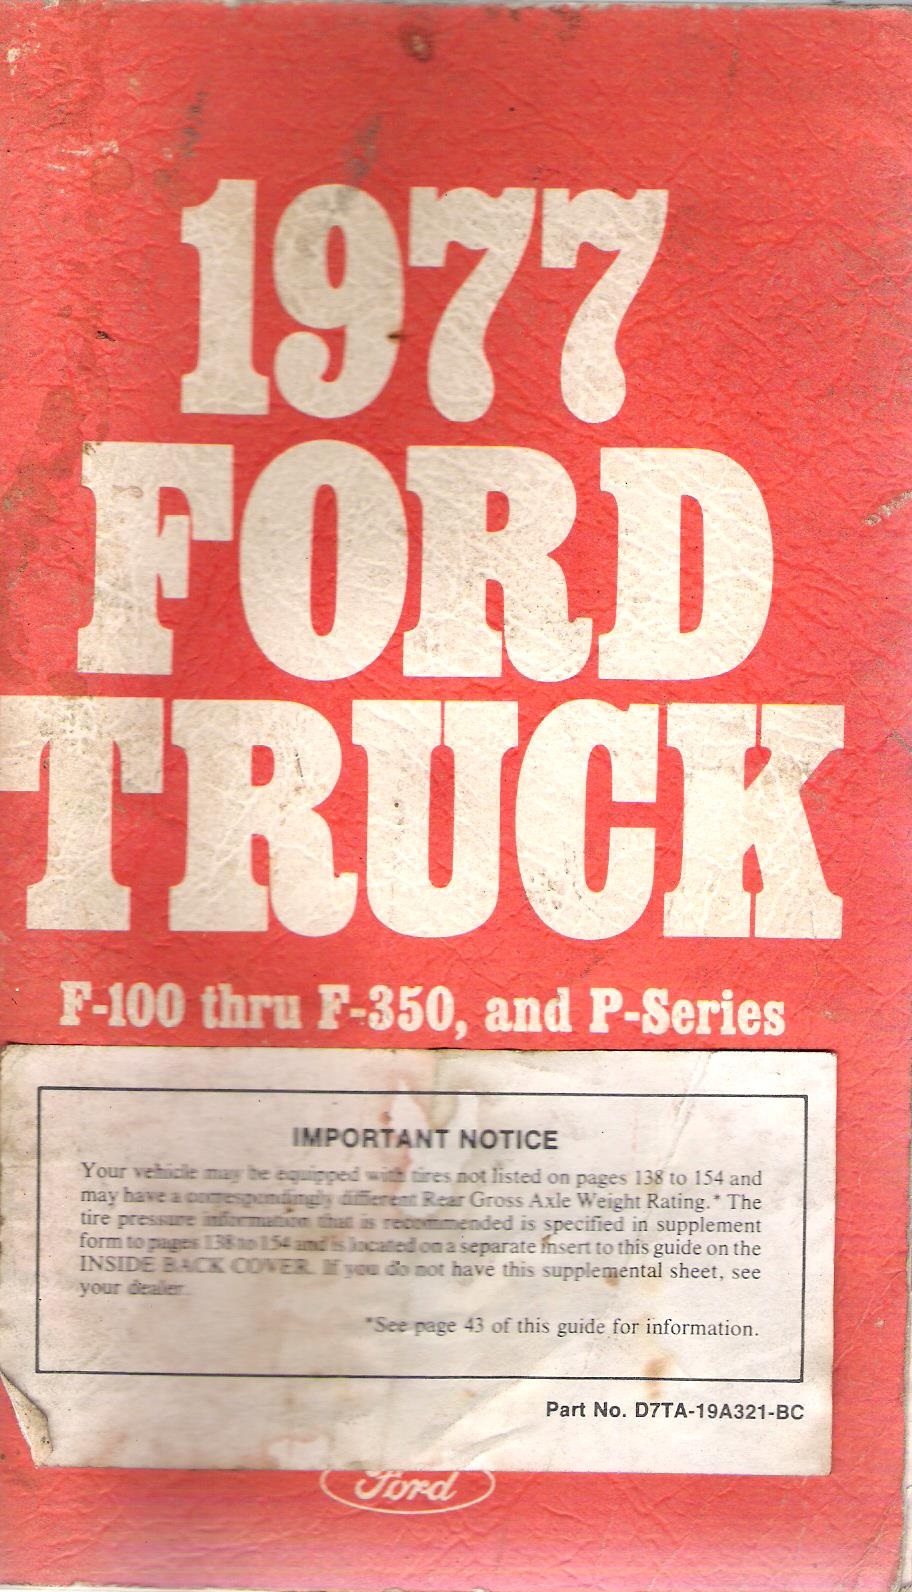 1977
FORD
TRUCK
F-100 thru F-350, and P-Series
IMPORTANT NOTICE
Your vehicle may be equipped with tires not listed on pages 138 to 154 and
may have a correspondingly different Rear Gross Axle Weight Rating.* The
tire pressure information that is recommended is specified in supplement
form to pages 138 to 154 and is located on a separate insert to this guide on the
INSIDE BACK COVER. If you do not have this supplemental sheet, see
your dealer.
*See page 43 of this guide for information.
Part No. D7TA-19A321-BC
Ford